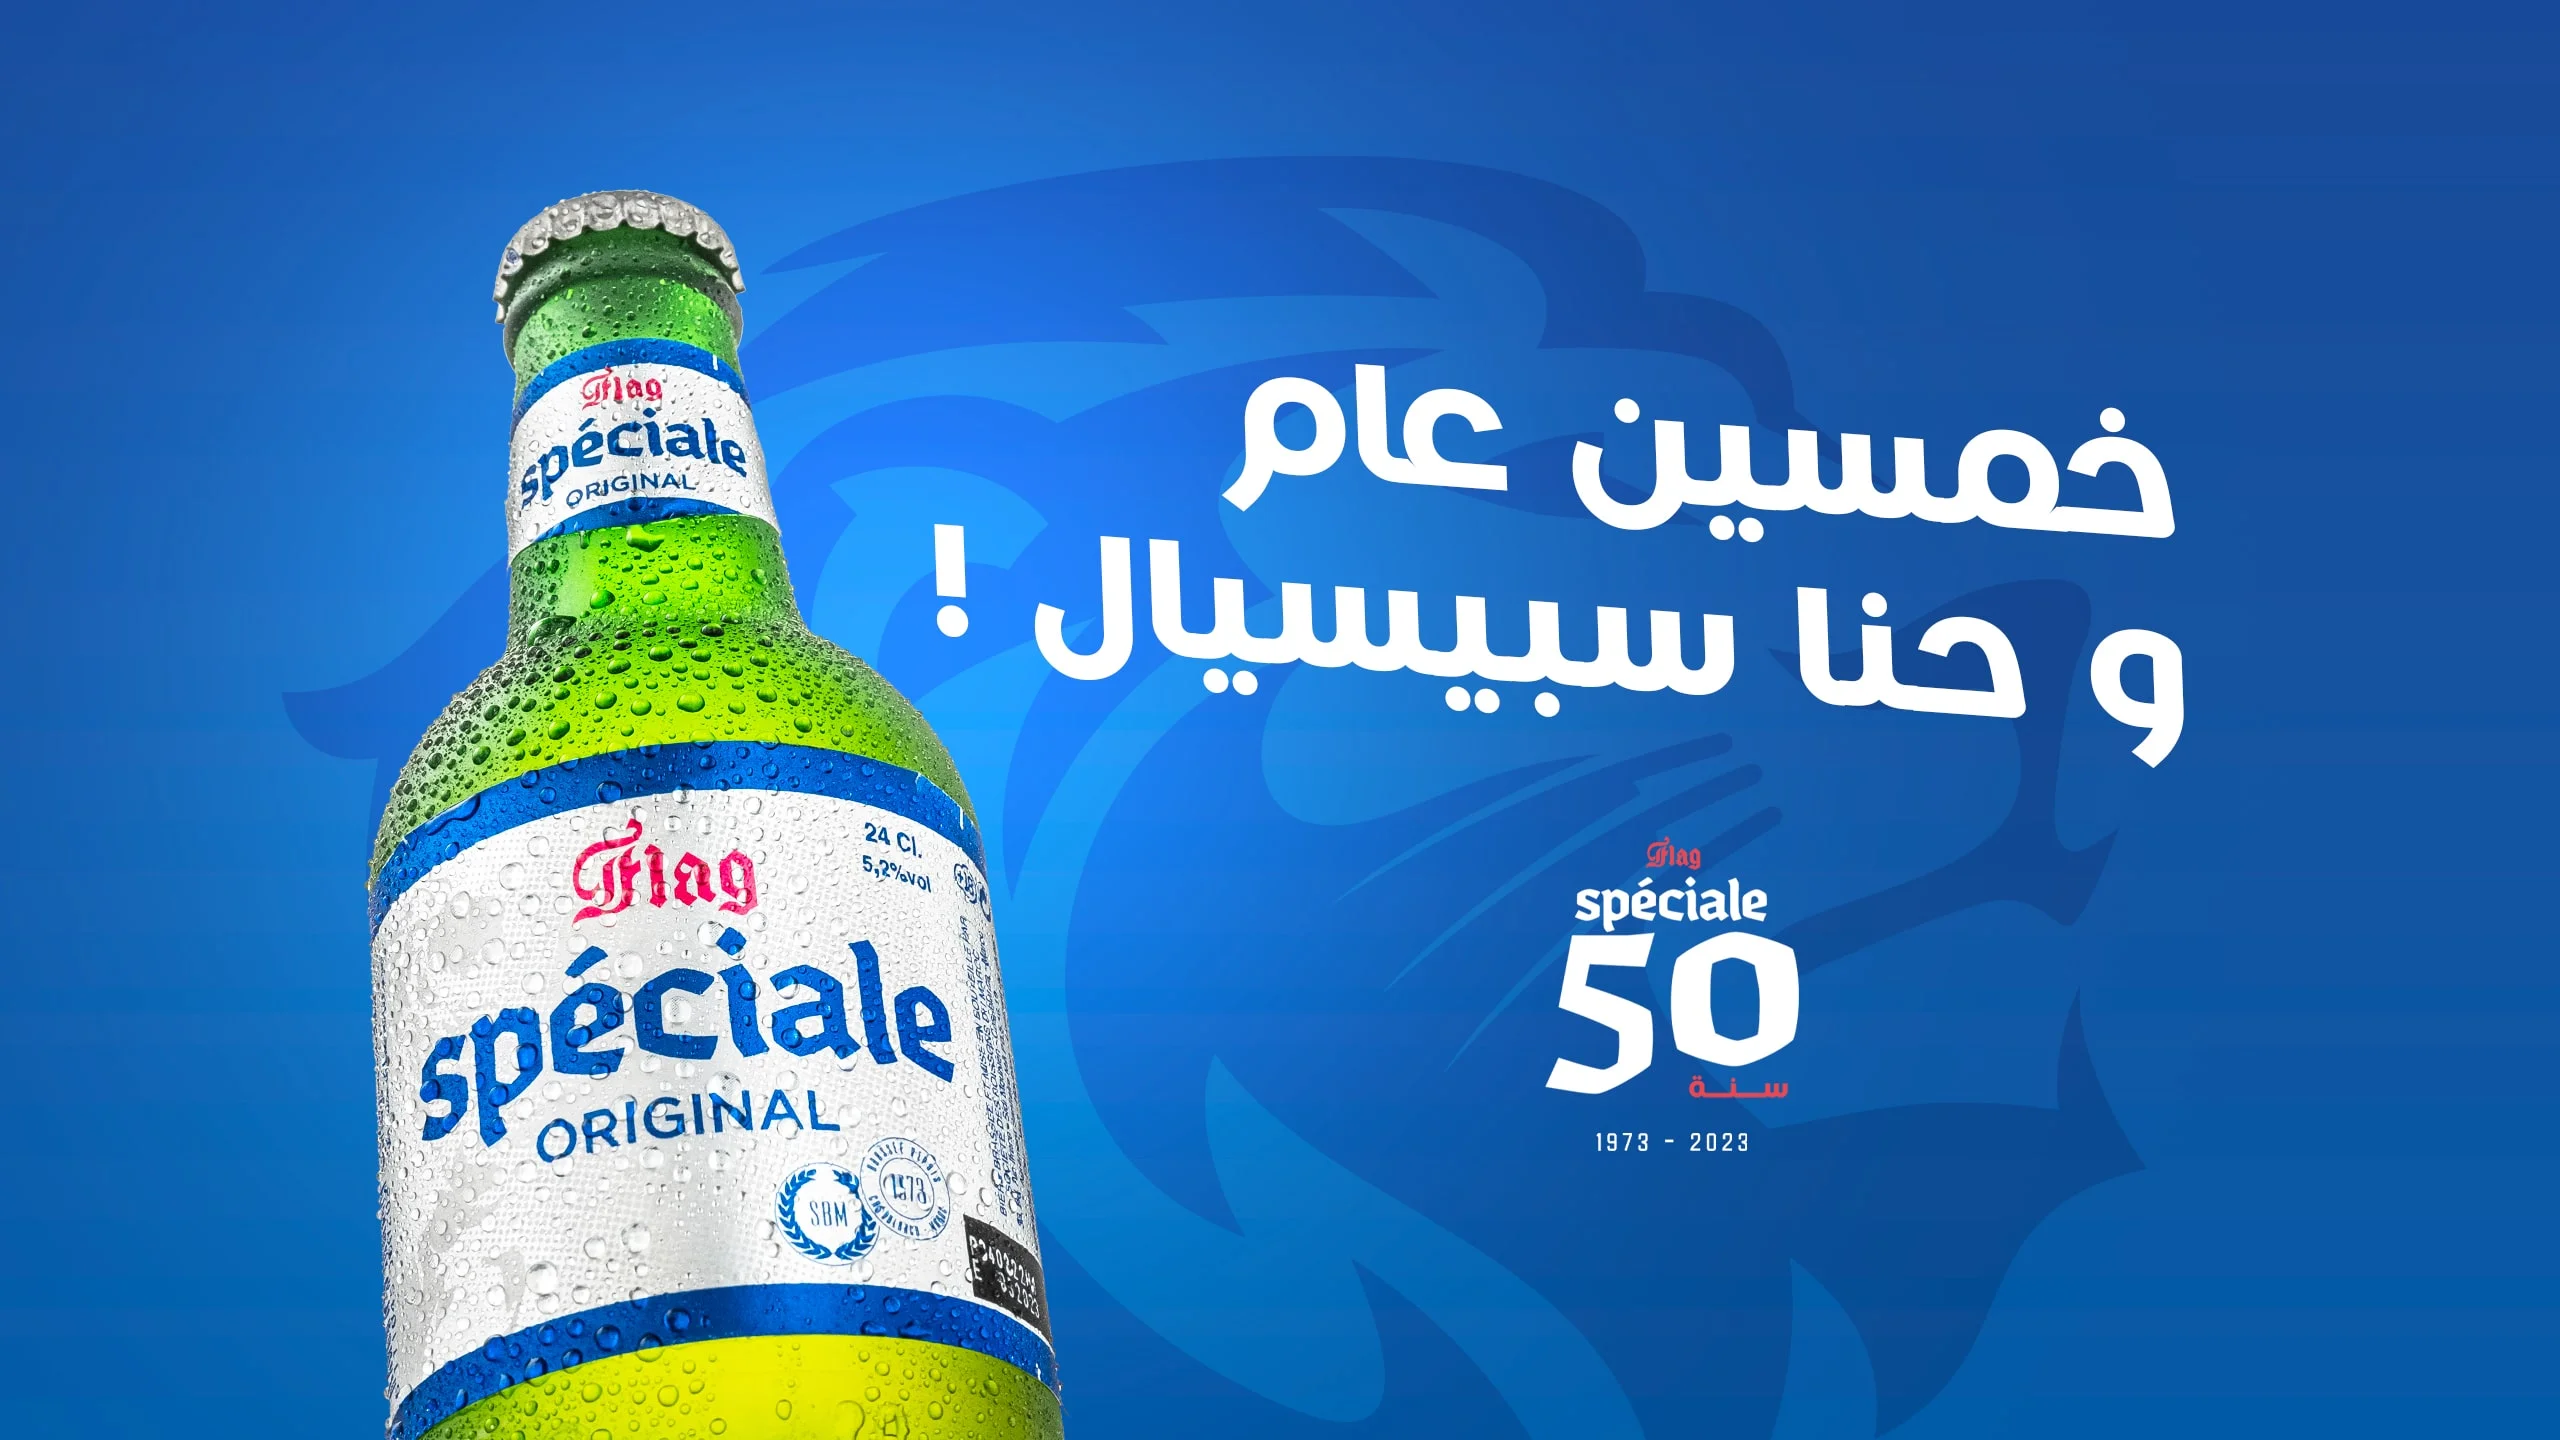 خمسين عام
و حنا سبيسيال !
Flag
spéciale
ORIGINAL
Flag
24 Cl.
5,2%vol
+18
spéciale
ORIGINAL
SBM
1973
Flag
spéciale
50
سنة
1973 - 2023